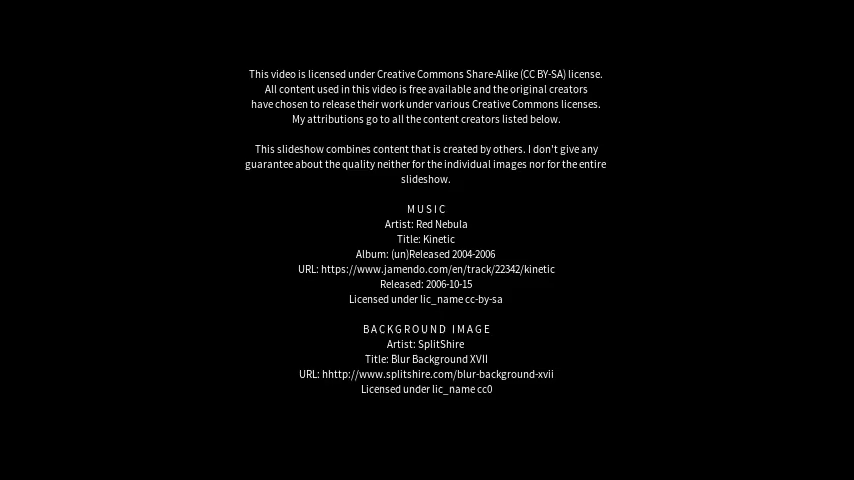 This video is licensed under Creative Commons Share-Alike (CC BY-SA) license.
All content used in this video is free available and the original creators
have chosen to release their work under various Creative Commons licenses.
My attributions go to all the content creators listed below.
This slideshow combines content that is created by others. I don't give any
guarantee about the quality neither for the individual images nor for the entire
slideshow.
MUSIC
Artist: Red Nebula
Title: Kinetic
Album: (un)Released 2004-2006
URL: https://www.jamendo.com/en/track/22342/kinetic
Released: 2006-10-15
Licensed under lic_name cc-by-sa
BACKGROUND IMAGE
Artist: SplitShire
Title: Blur Background XVII
URL: hhttp://www.splitshire.com/blur-background-xvii
Licensed under lic_name cc0